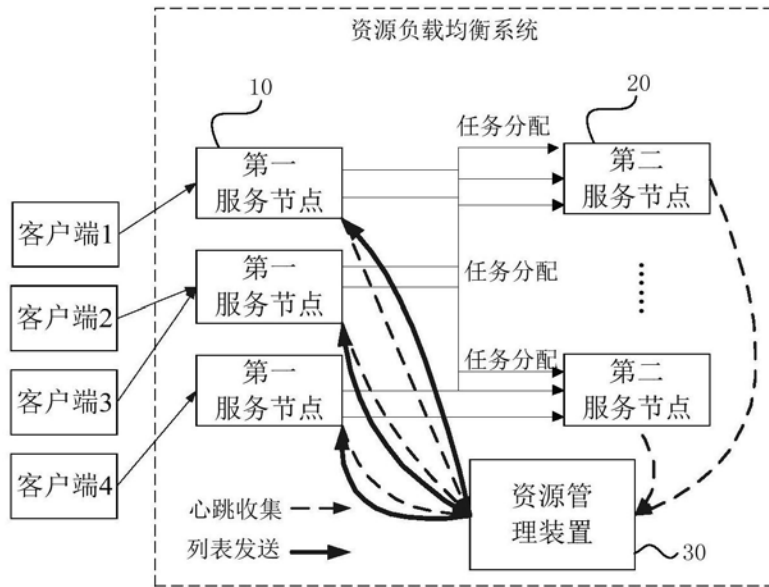 资源负载均衡系统
10
20
任务分配
第一
服务节点
第二
服务节点
客户端1
第一
服务节点
任务分配
······
客户端2
客户端3
任务分配
第一
服务节点
第二
服务节点
客户端4
心跳收集
列表发送
资源管
理装置
30